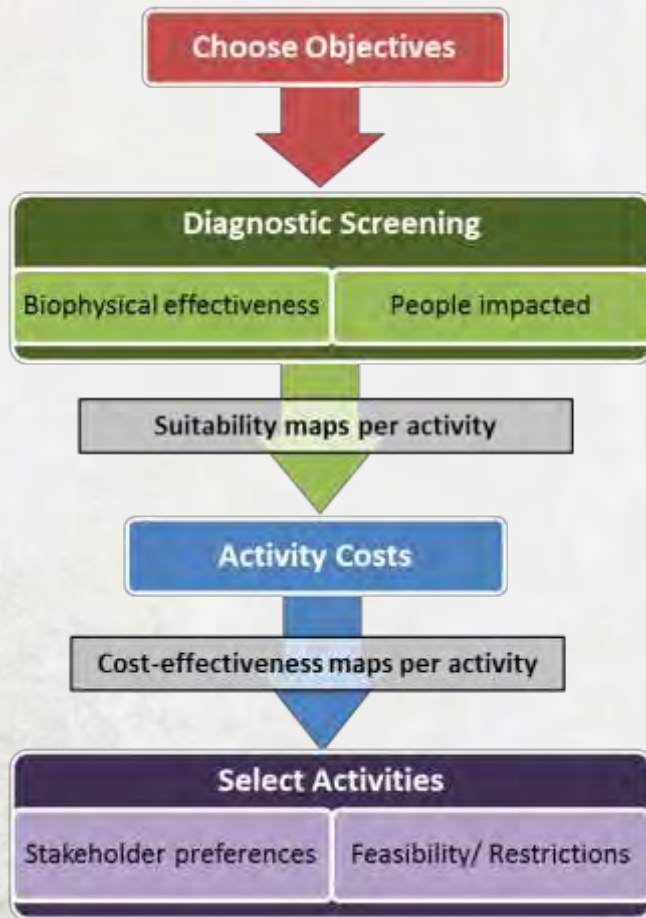 Choose Objectives
Diagnostic Screening
Biophysical effectiveness
People impacted
Suitability maps per activity
Activity Costs
Cost-effectiveness maps per activity
Select Activities
Stakeholder preferences
Feasibility/ Restrictions